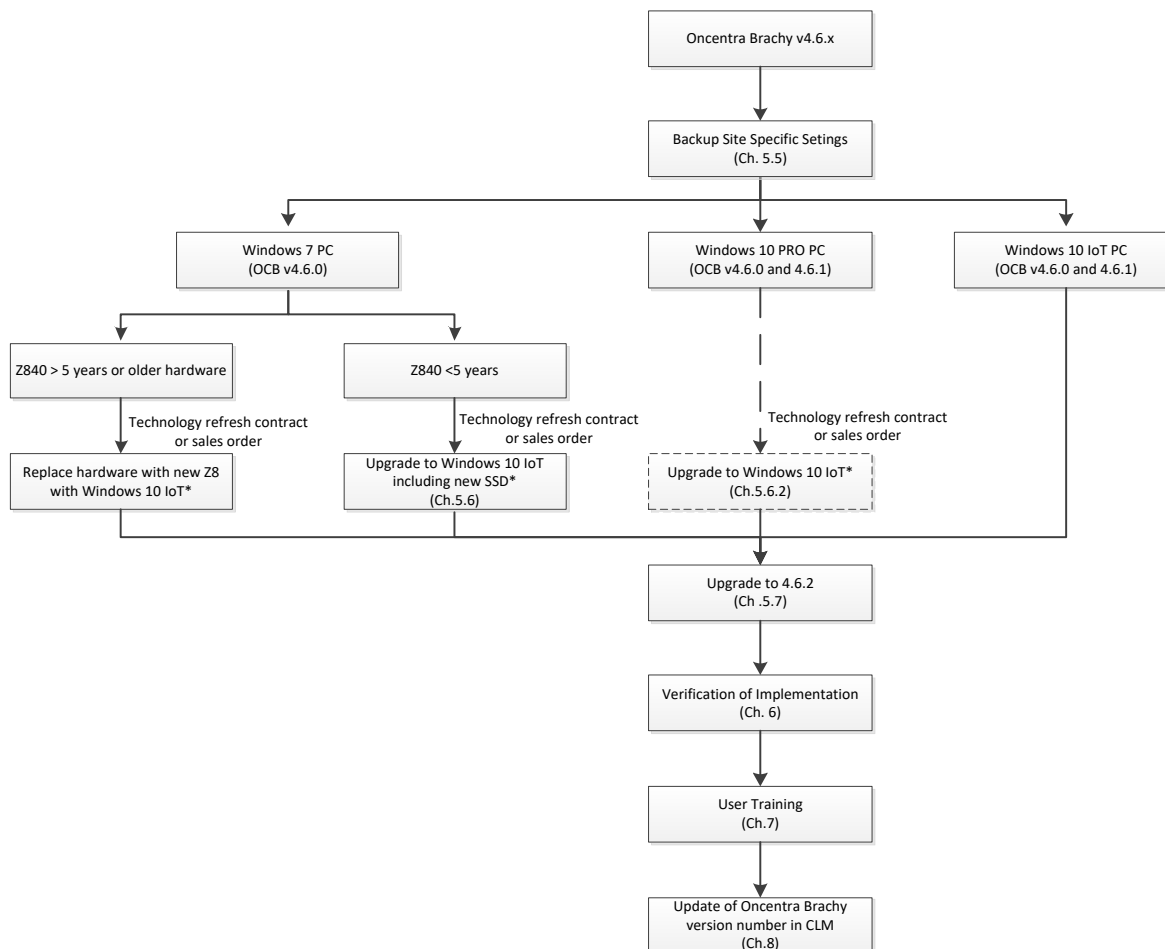 Oncentra Brachy v4.6.x
Backup Site Specific Setings
(Ch. 5.5)
Windows 7 PC
(OCB v4.6.0)
Windows 10 PRO PC
(OCB v4.6.0 and 4.6.1)
Windows 10 IoT PC
(OCB v4.6.0 and 4.6.1)
Z840 > 5 years or older hardware
Z840 <5 years
Technology refresh contract
or sales order
Technology refresh contract
or sales order
Technology refresh contract
or sales order
Replace hardware with new Z8
with Windows 10 IoT*
Upgrade to Windows 10 IoT
including new SSD*
(Ch.5.6)
Upgrade to Windows 10 IoT*
(Ch.5.6.2)
Upgrade to 4.6.2
(Ch .5.7)
Verification of Implementation
(Ch. 6)
User Training
(Ch.7)
Update of Oncentra Brachy
version number in CLM
(Ch.8)